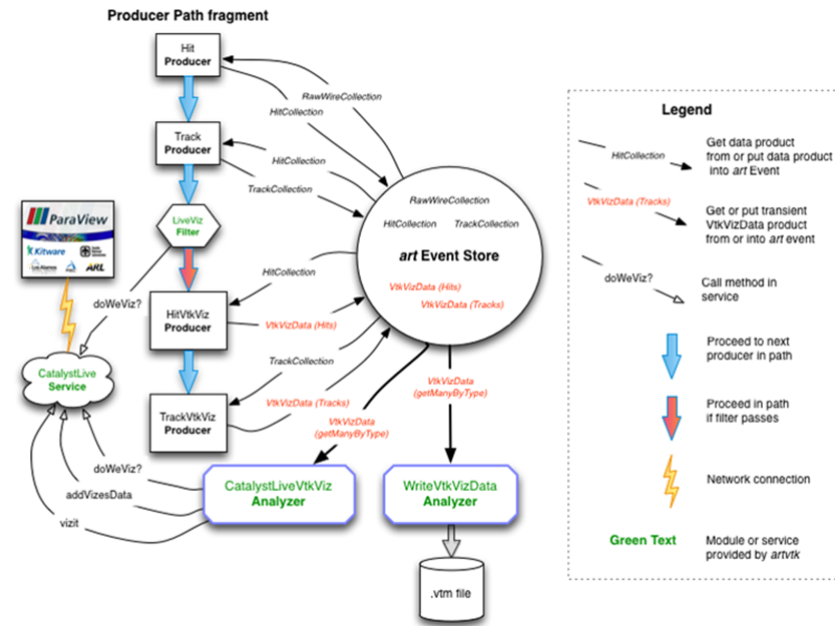 Producer Path fragment
Hit
Producer
RawWireCollection
HitCollection
Track
Producer
HitCollection
TrackCollection
LiveViz
Filter
RawWireCollection
HitCollection TrackCollection
art Event Store
VtkVizData (Hits)
VtkVizData (Tracks)
ParaView
Kitware
ARL
doWeViz?
HitCollection
HitVtkViz
Producer
VtkVizData (Hits)
TrackCollection
CatalystLive
Service
VtkVizData (Tracks)
TrackVtkViz
Producer
VtkVizData
(getManyByType)
VtkVizData
(getManyByType)
doWeViz?
addVizesData
vizit
CatalystLiveVtkViz
Analyzer
WriteVtkVizData
Analyzer
.vtm file
Legend
HitCollection
Get data product
from or put data product
into art Event
VtkVizData (Tracks)
Get or put transient
VtkVizData product
from or into art event
doWeViz?
Call method in
service
Proceed to next
producer in path
Proceed in path
if filter passes
Network connection
Green Text
Module or service
provided by artvtk